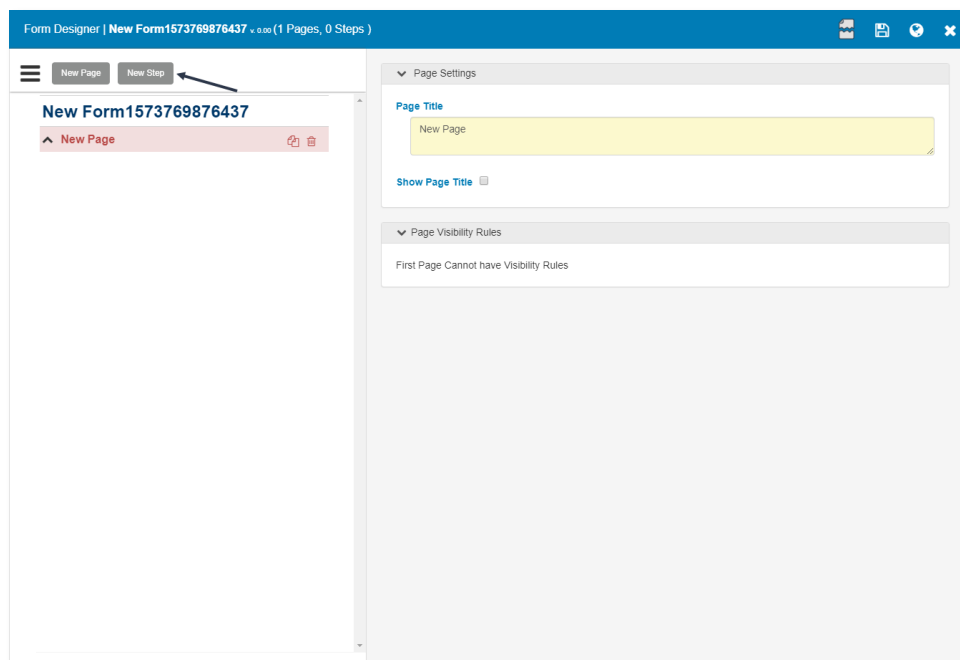 Form Designer | New Form1573769876437 v. 0.00 (1 Pages, 0 Steps )
New Page New Step
New Form1573769876437
New Page
Page Settings
Page Title
New Page
Show Page Title
Page Visibility Rules
First Page Cannot have Visibility Rules